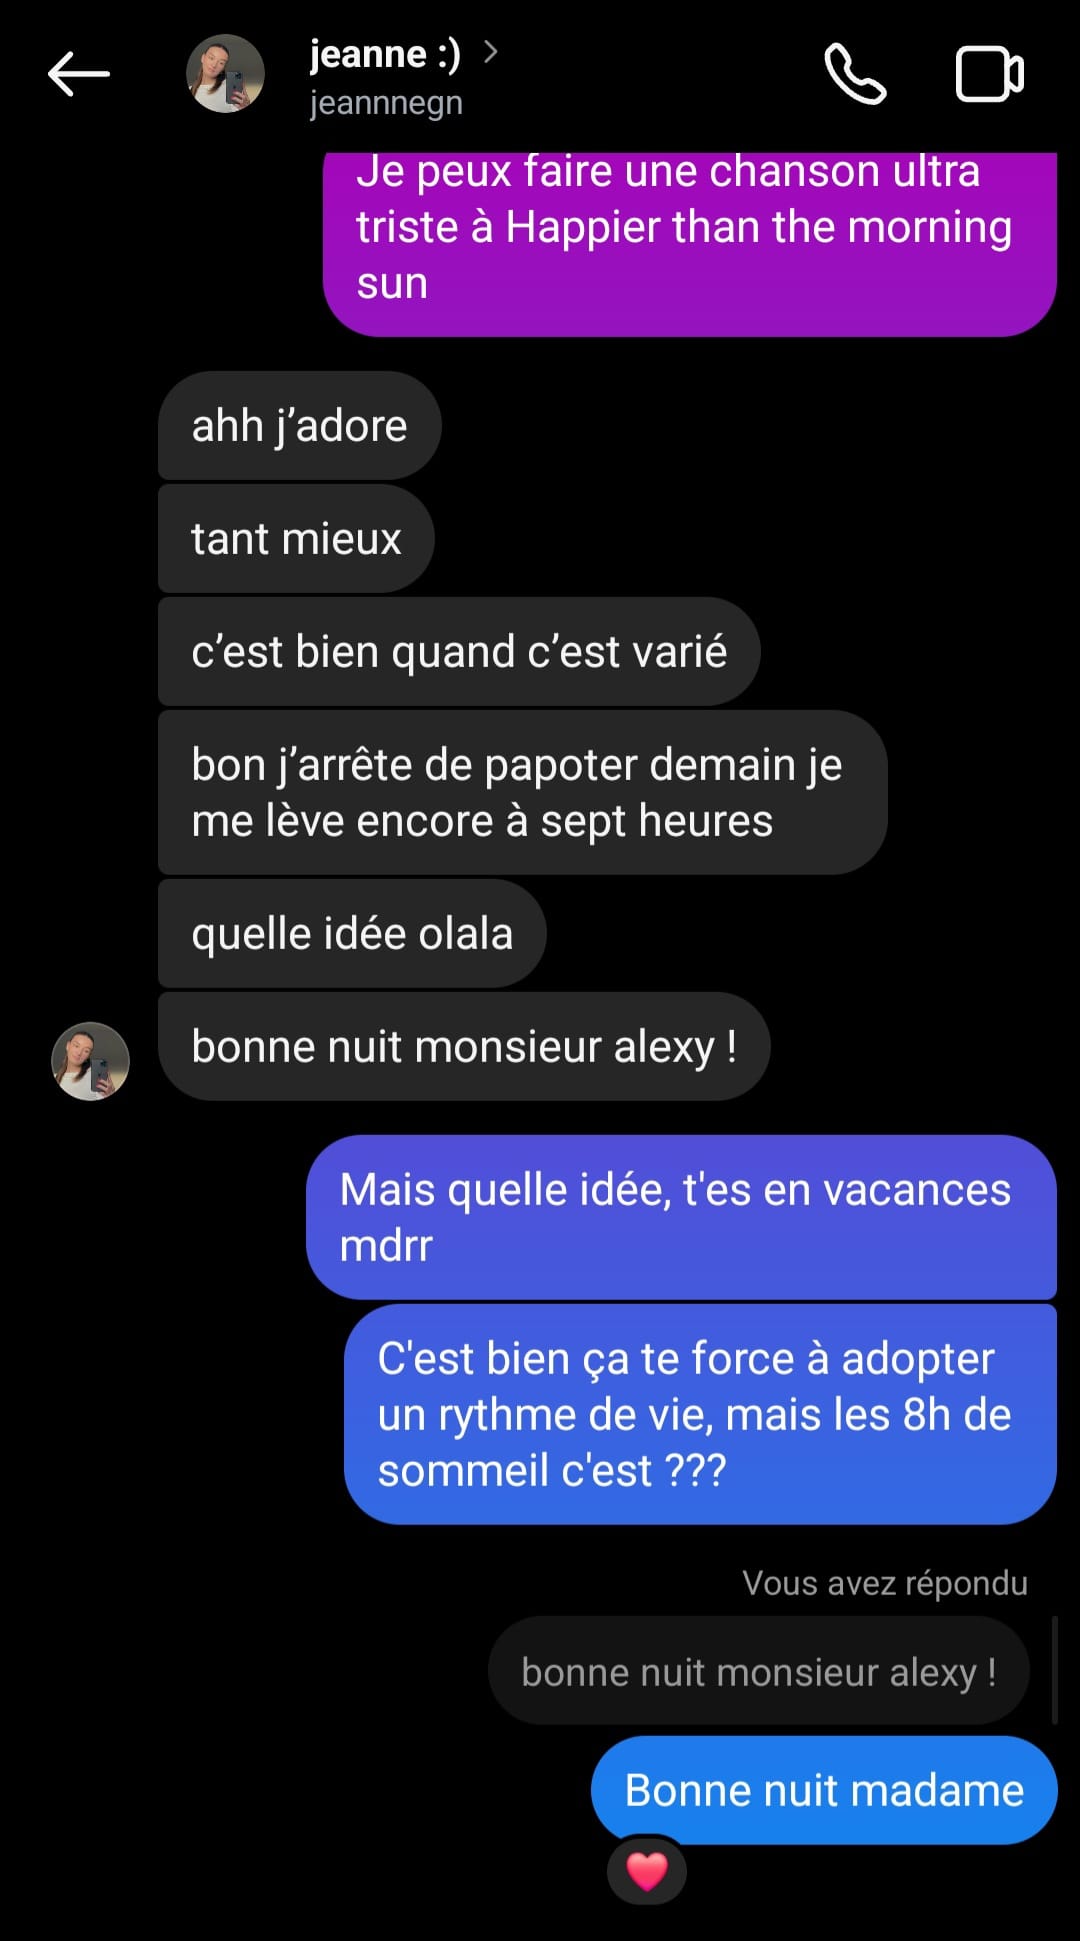 jeanne :)
jeannnegn
Je peux faire une chanson ultra
triste à Happier than the morning
sun
ahh j’adore
tant mieux
c’est bien quand c’est varié
bon j’arrête de papoter demain je
me lève encore à sept heures
quelle idée olala
bonne nuit monsieur alexy !
Mais quelle idée, t'es en vacances
mdrr
C'est bien ça te force à adopter
un rythme de vie, mais les 8h de
sommeil c'est ???
Vous avez répondu
bonne nuit monsieur alexy !
Bonne nuit madame